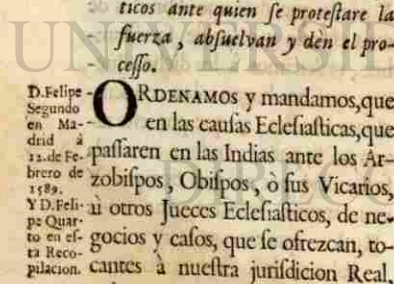 ticos ante quien ſe proteſtare la
fuerza, abſuelvan y dèn el pro-
ceſſo.
D. Felipe
Segundo
en Ma-
drid à
12. de Fe-
brero de
1589.
Y D. Feli-
pe Quar-
to en eſ-
ta Reco-
pilacion.
ORDENAMOS y mandamos, que
en las cauſas Ecleſiaſticas, que
paſſaren en las Indias ante los Ar-
zobiſpos, Obiſpos, ò ſus Vicarios,
ù otros Jueces Ecleſiaſticos, de ne-
gocios y caſos, que ſe ofrezcan, to-
cantes à nueſtra juriſdicion Real,